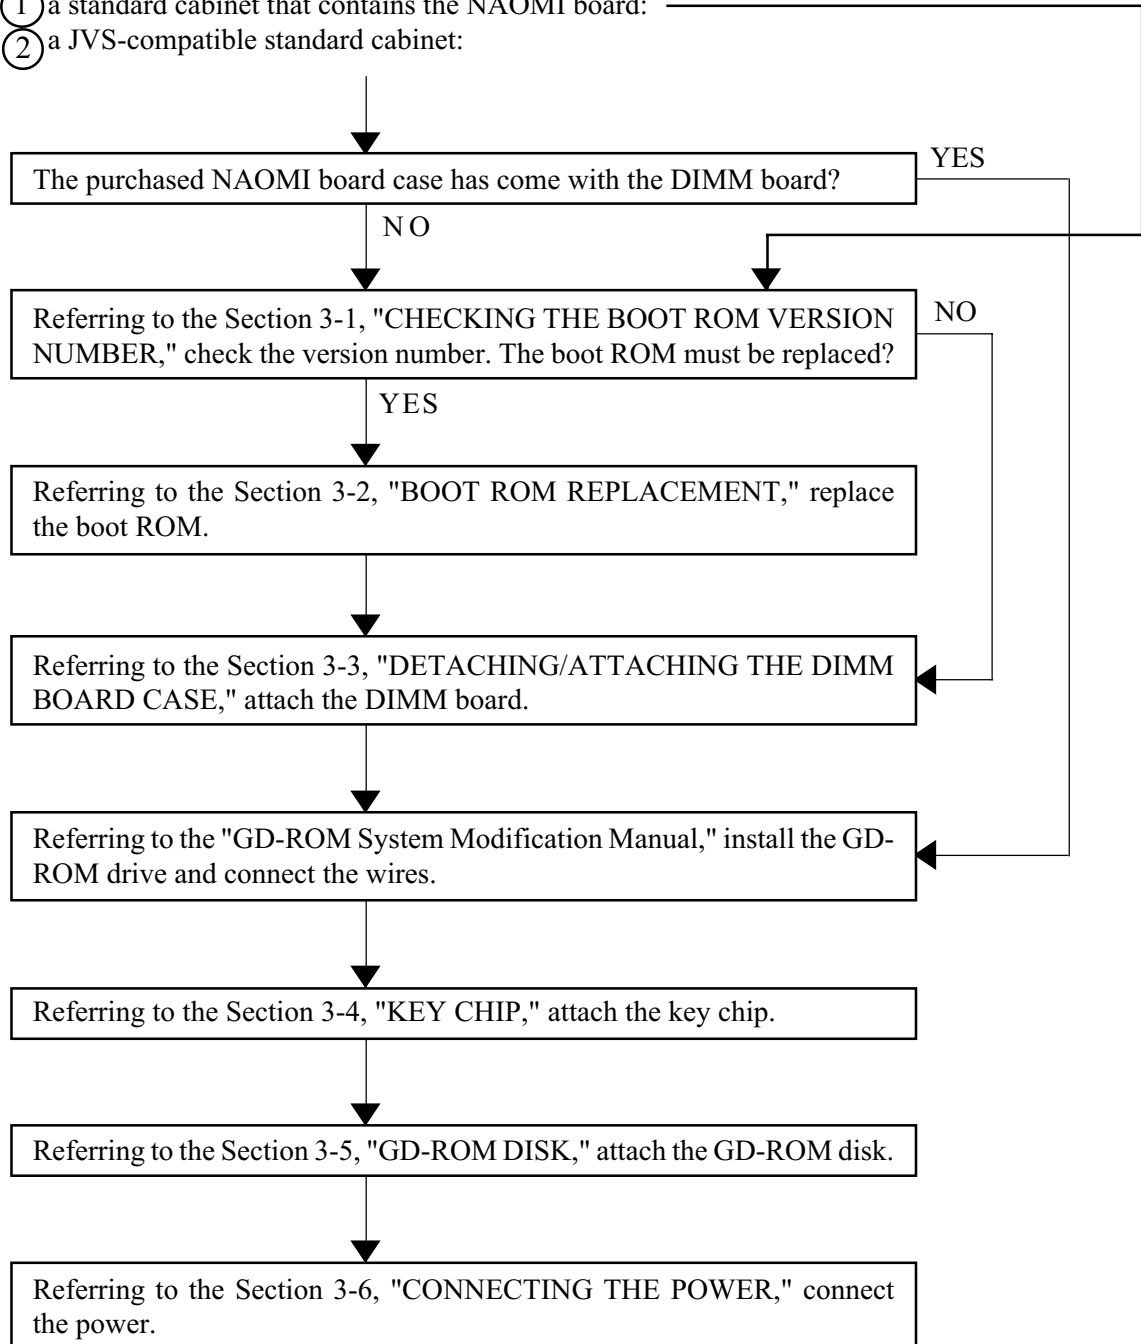 1 a standard cabinet that contains the NAOMI board:
2 a JVS-compatible standard cabinet:
The purchased NAOMI board case has come with the DIMM board?
YES
NO
Referring to the Section 3-1, "CHECKING THE BOOT ROM VERSION
NUMBER," check the version number. The boot ROM must be replaced?
NO
YES
Referring to the Section 3-2, "BOOT ROM REPLACEMENT," replace
the boot ROM.
Referring to the Section 3-3, "DETACHING/ATTACHING THE DIMM
BOARD CASE," attach the DIMM board.
Referring to the "GD-ROM System Modification Manual," install the GD-
ROM drive and connect the wires.
Referring to the Section 3-4, "KEY CHIP," attach the key chip.
Referring to the Section 3-5, "GD-ROM DISK," attach the GD-ROM disk.
Referring to the Section 3-6, "CONNECTING THE POWER," connect
the power.